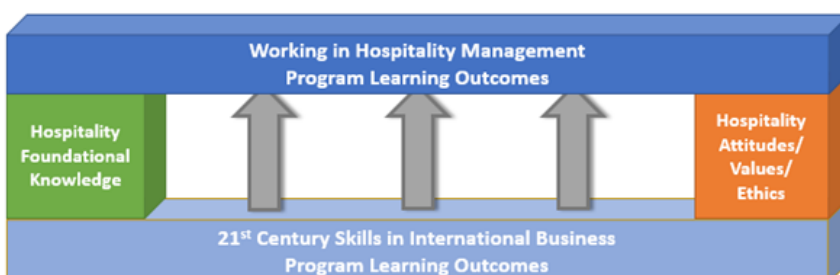 Working in Hospitality Management
Program Learning Outcomes
Hospitality
Foundational
Knowledge
Hospitality
Attitudes/
Values/
Ethics
21st Century Skills in International Business
Program Learning Outcomes